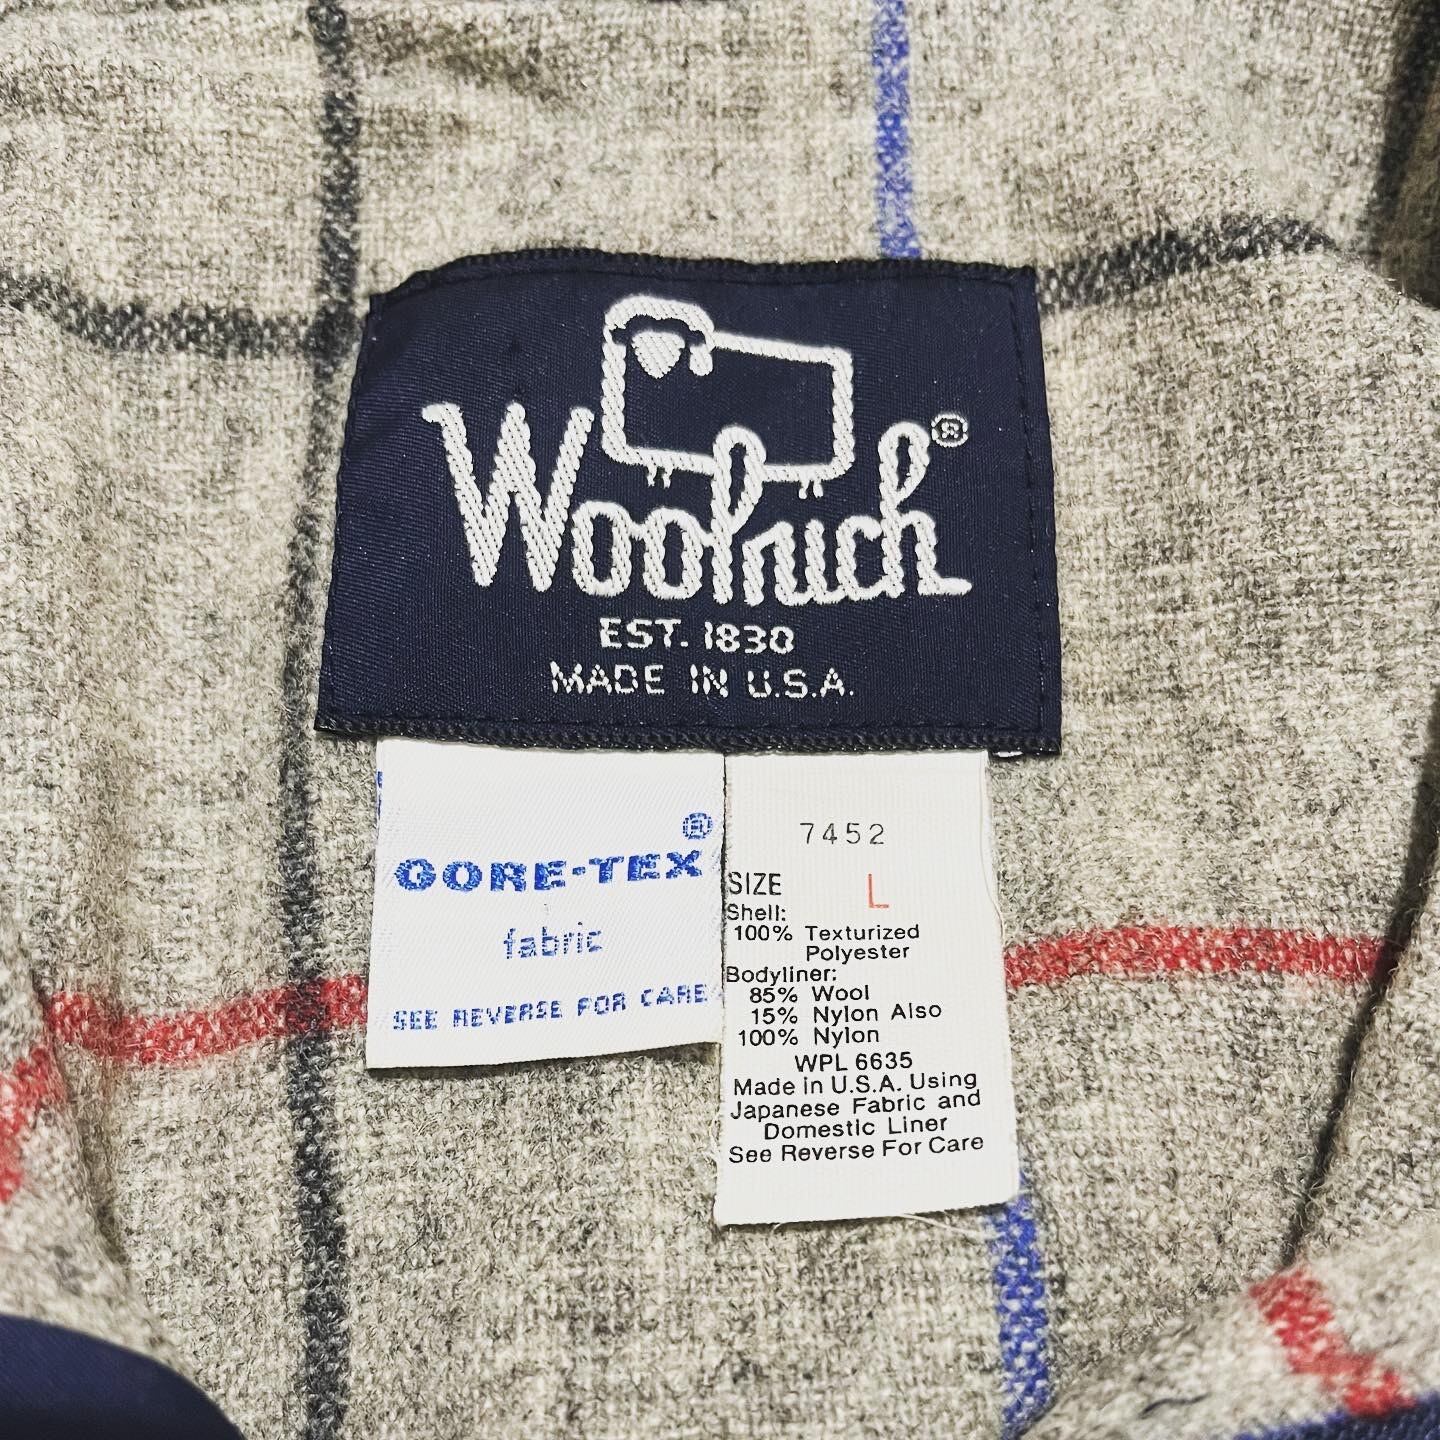 Woolrich®
EST. 1830
MADE IN U.S.A.
®
GORE-TEX
fabric
SEE REVERSE FOR CARE
7452
SIZE L
Shell:
100% Texturized
Polyester
Bodyliner:
85% Wool
15% Nylon Also
100% Nylon
WPL 6635
Made in U.S.A. Using
Japanese Fabric and
Domestic Liner
See Reverse For Care